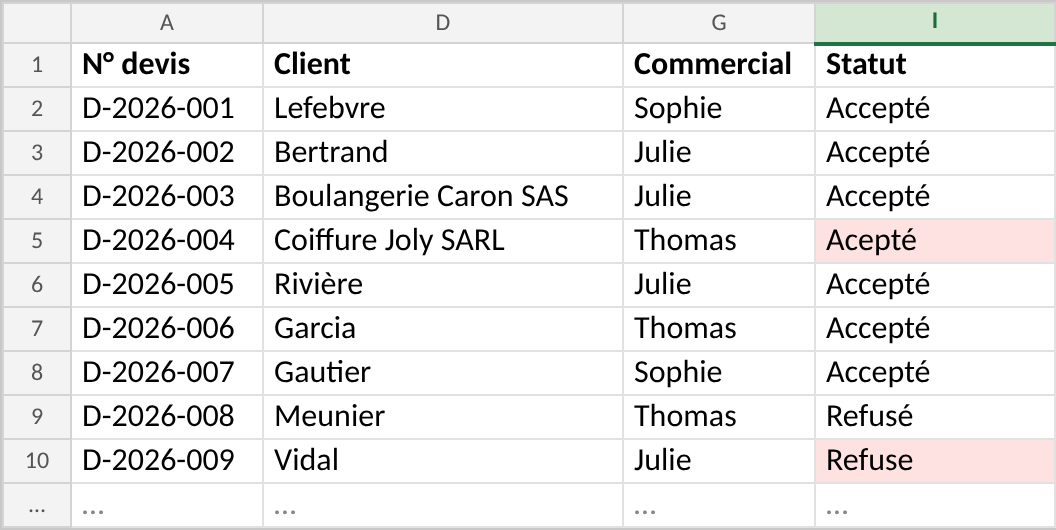 A D G I
1 N° devis Client Commercial Statut
2 D-2026-001 Lefebvre Sophie Accepté
3 D-2026-002 Bertrand Julie Accepté
4 D-2026-003 Boulangerie Caron SAS Julie Accepté
5 D-2026-004 Coiffure Joly SARL Thomas Acepté
6 D-2026-005 Rivière Julie Accepté
7 D-2026-006 Garcia Thomas Accepté
8 D-2026-007 Gautier Sophie Accepté
9 D-2026-008 Meunier Thomas Refusé
10 D-2026-009 Vidal Julie Refuse
... ... ... ... ...